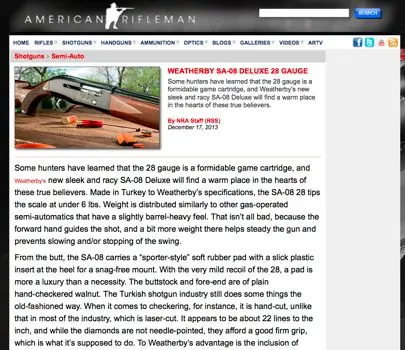 AMERICAN RIFLEMAN
SEARCH
HOME RIFLES SHOTGUNS HANDGUNS AMMUNITION OPTICS BLOGS GALLERIES VIDEOS ARTV
Shotguns > Semi-Auto
WEATHERBY SA-08 DELUXE 28 GAUGE
Some hunters have learned that the 28 gauge is a
formidable game cartridge, and Weatherby's new
sleek and racy SA-08 Deluxe will find a warm place
in the hearts of these true believers.
By NRA Staff (RSS)
December 17, 2013
Some hunters have learned that the 28 gauge is a formidable game cartridge, and
Weatherby's new sleek and racy SA-08 Deluxe will find a warm place in the hearts of
these true believers. Made in Turkey to Weatherby's specifications, the SA-08 28 tips
the scale at under 6 lbs. Weight is distributed similarly to other gas-operated
semi-automatics that have a slightly barrel-heavy feel. That isn't all bad, because the
forward hand guides the shot, and a bit more weight there helps steady the gun and
prevents slowing and/or stopping of the swing.
From the butt, the SA-08 carries a "sporter-style" soft rubber pad with a slick plastic
insert at the heel for a snag-free mount. With the very mild recoil of the 28, a pad is
more a luxury than a necessity. The buttstock and fore-end are of plain
hand-checkered walnut. The Turkish shotgun industry still does some things the
old-fashioned way. When it comes to checkering, for instance, it is hand-cut, unlike
that in most of the industry, which is laser-cut. It appears to be about 22 lines to the
inch, and while the diamonds are not needle-pointed, they afford a good firm grip,
which is what it's supposed to do. To Weatherby's advantage is the inclusion of